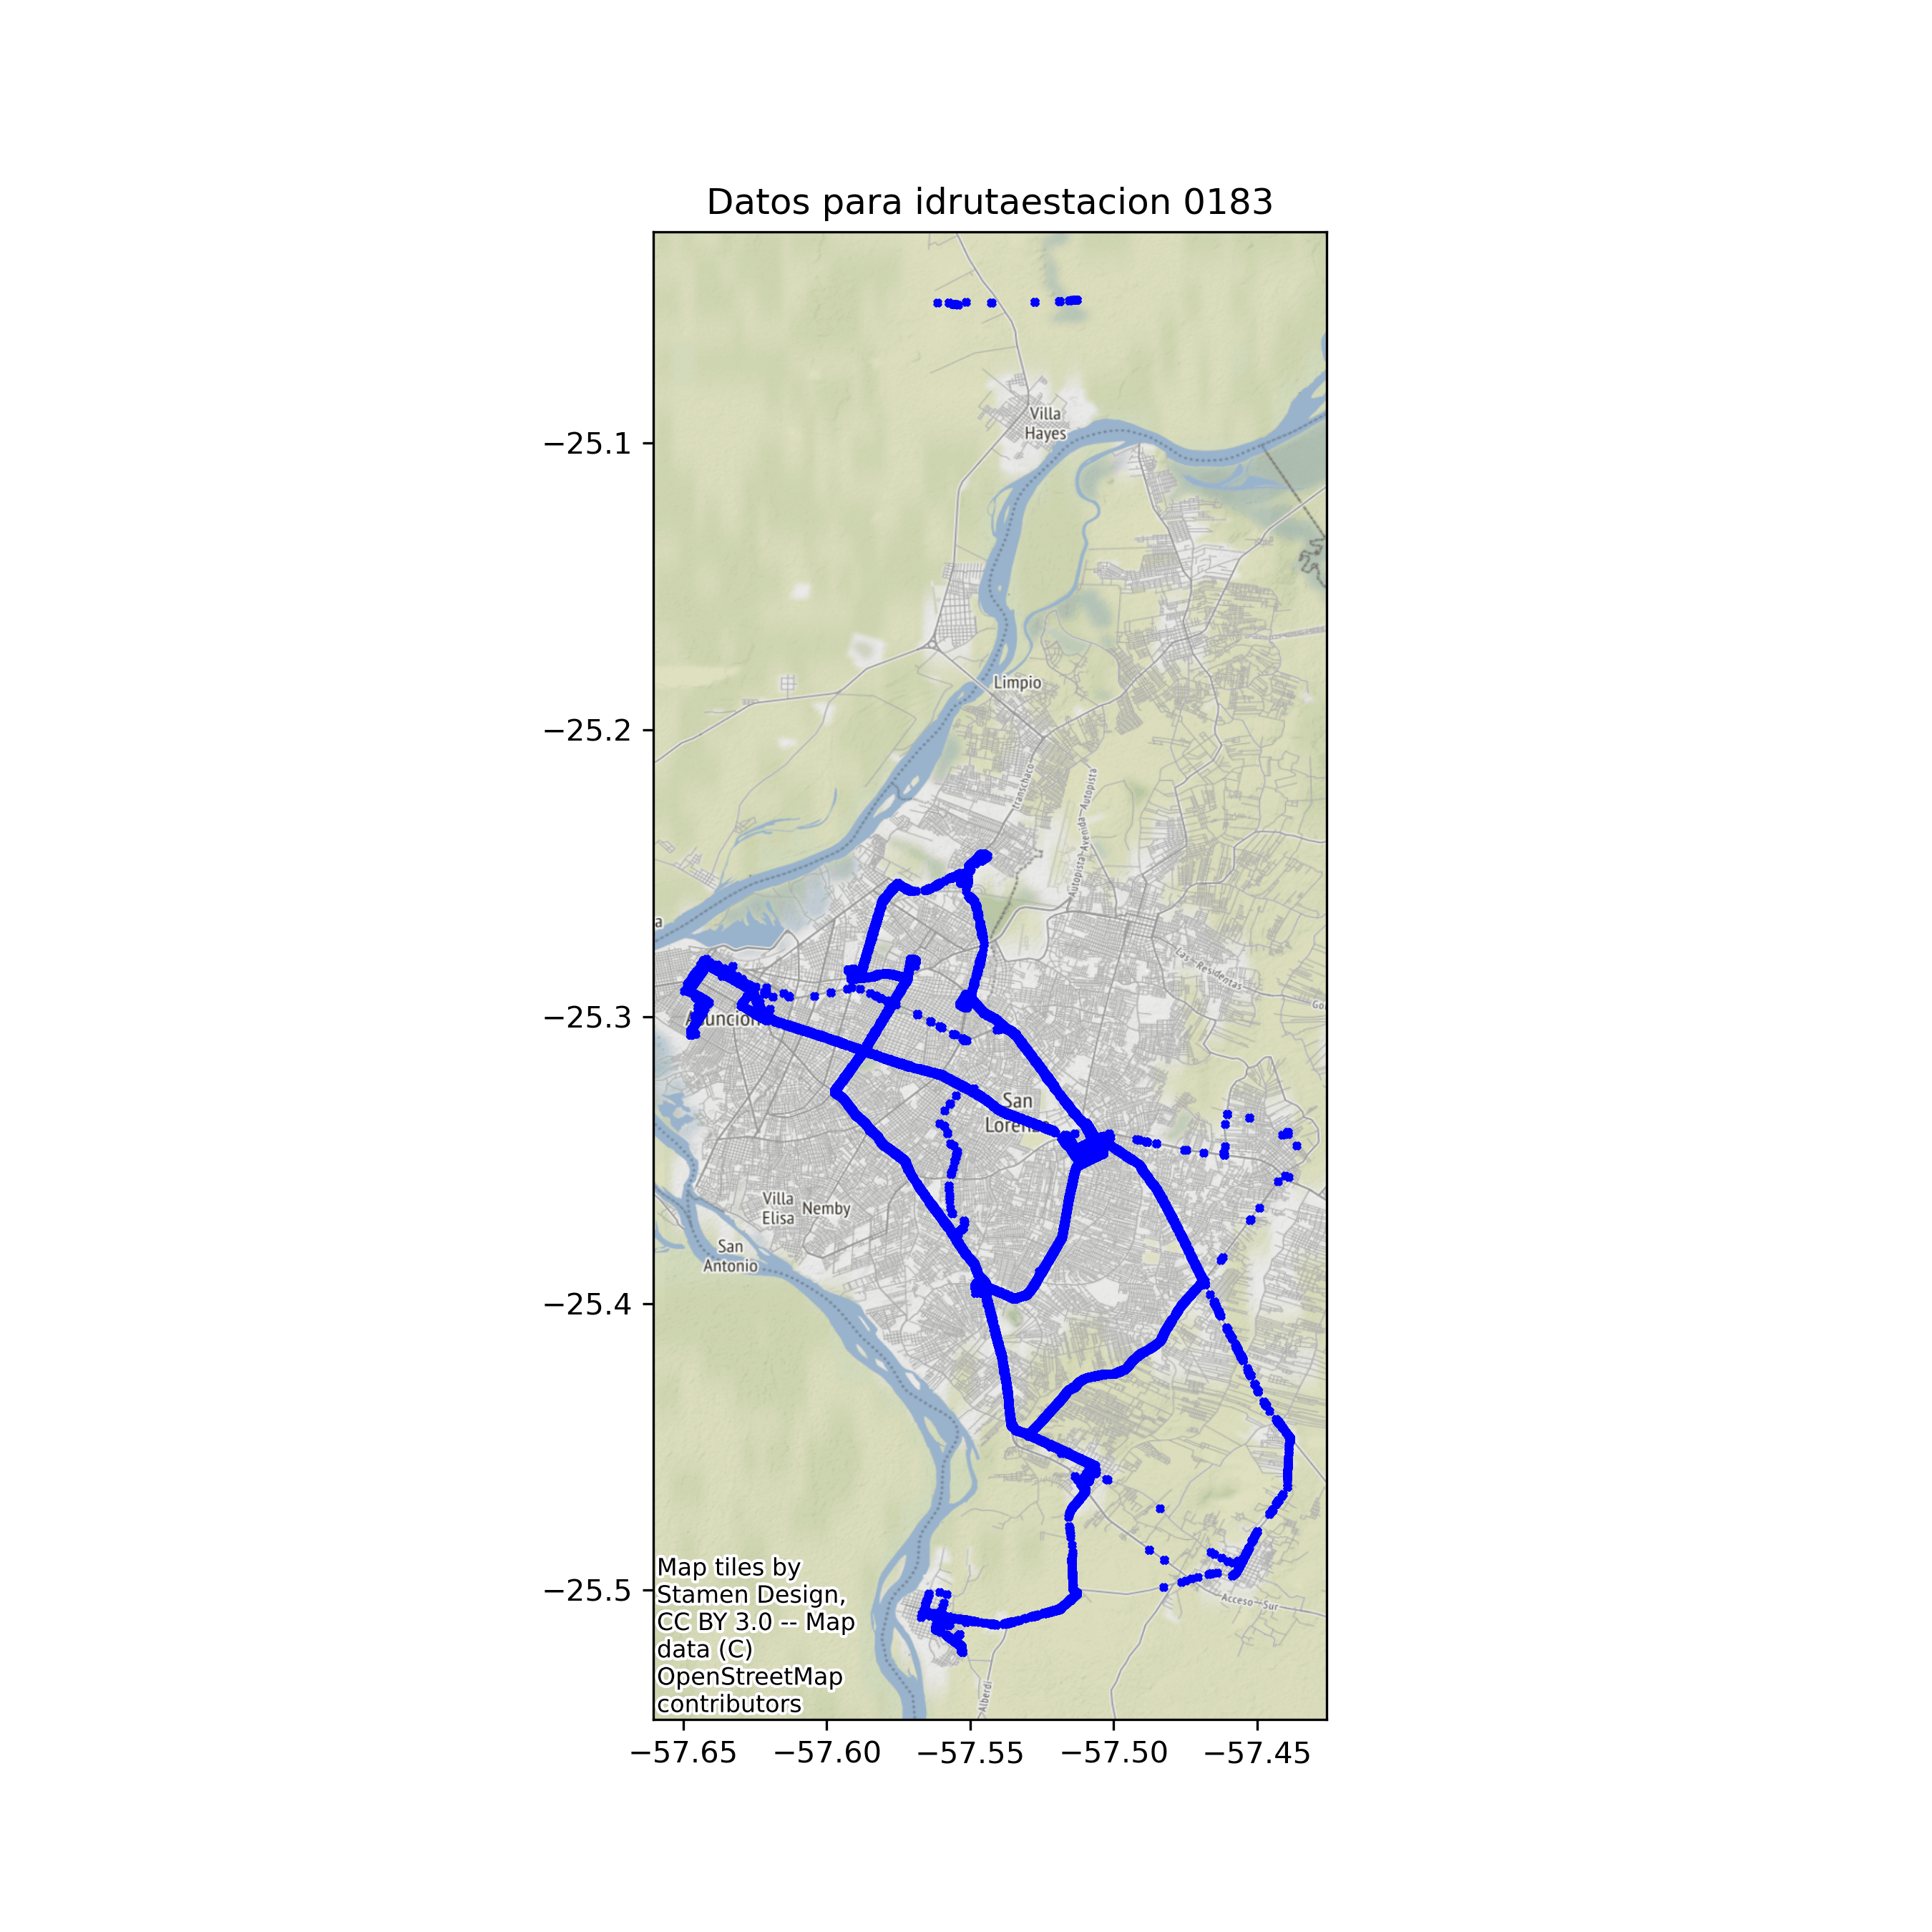 Datos para idrutaestacion 0183
−25.1
−25.2
−25.3
−25.4
−25.5
Villa
Hayes
Limpio
Transchaco
Autopista-Avenida-Autopista
a
Las-Residentas
San
Villa
Elisa
Nemby
San
Antonio
Acceso-Sur
Alberdi
Map tiles by
Stamen Design,
CC BY 3.0 -- Map
data (C)
OpenStreetMap
contributors
−57.65
−57.60
−57.55
−57.50
−57.45